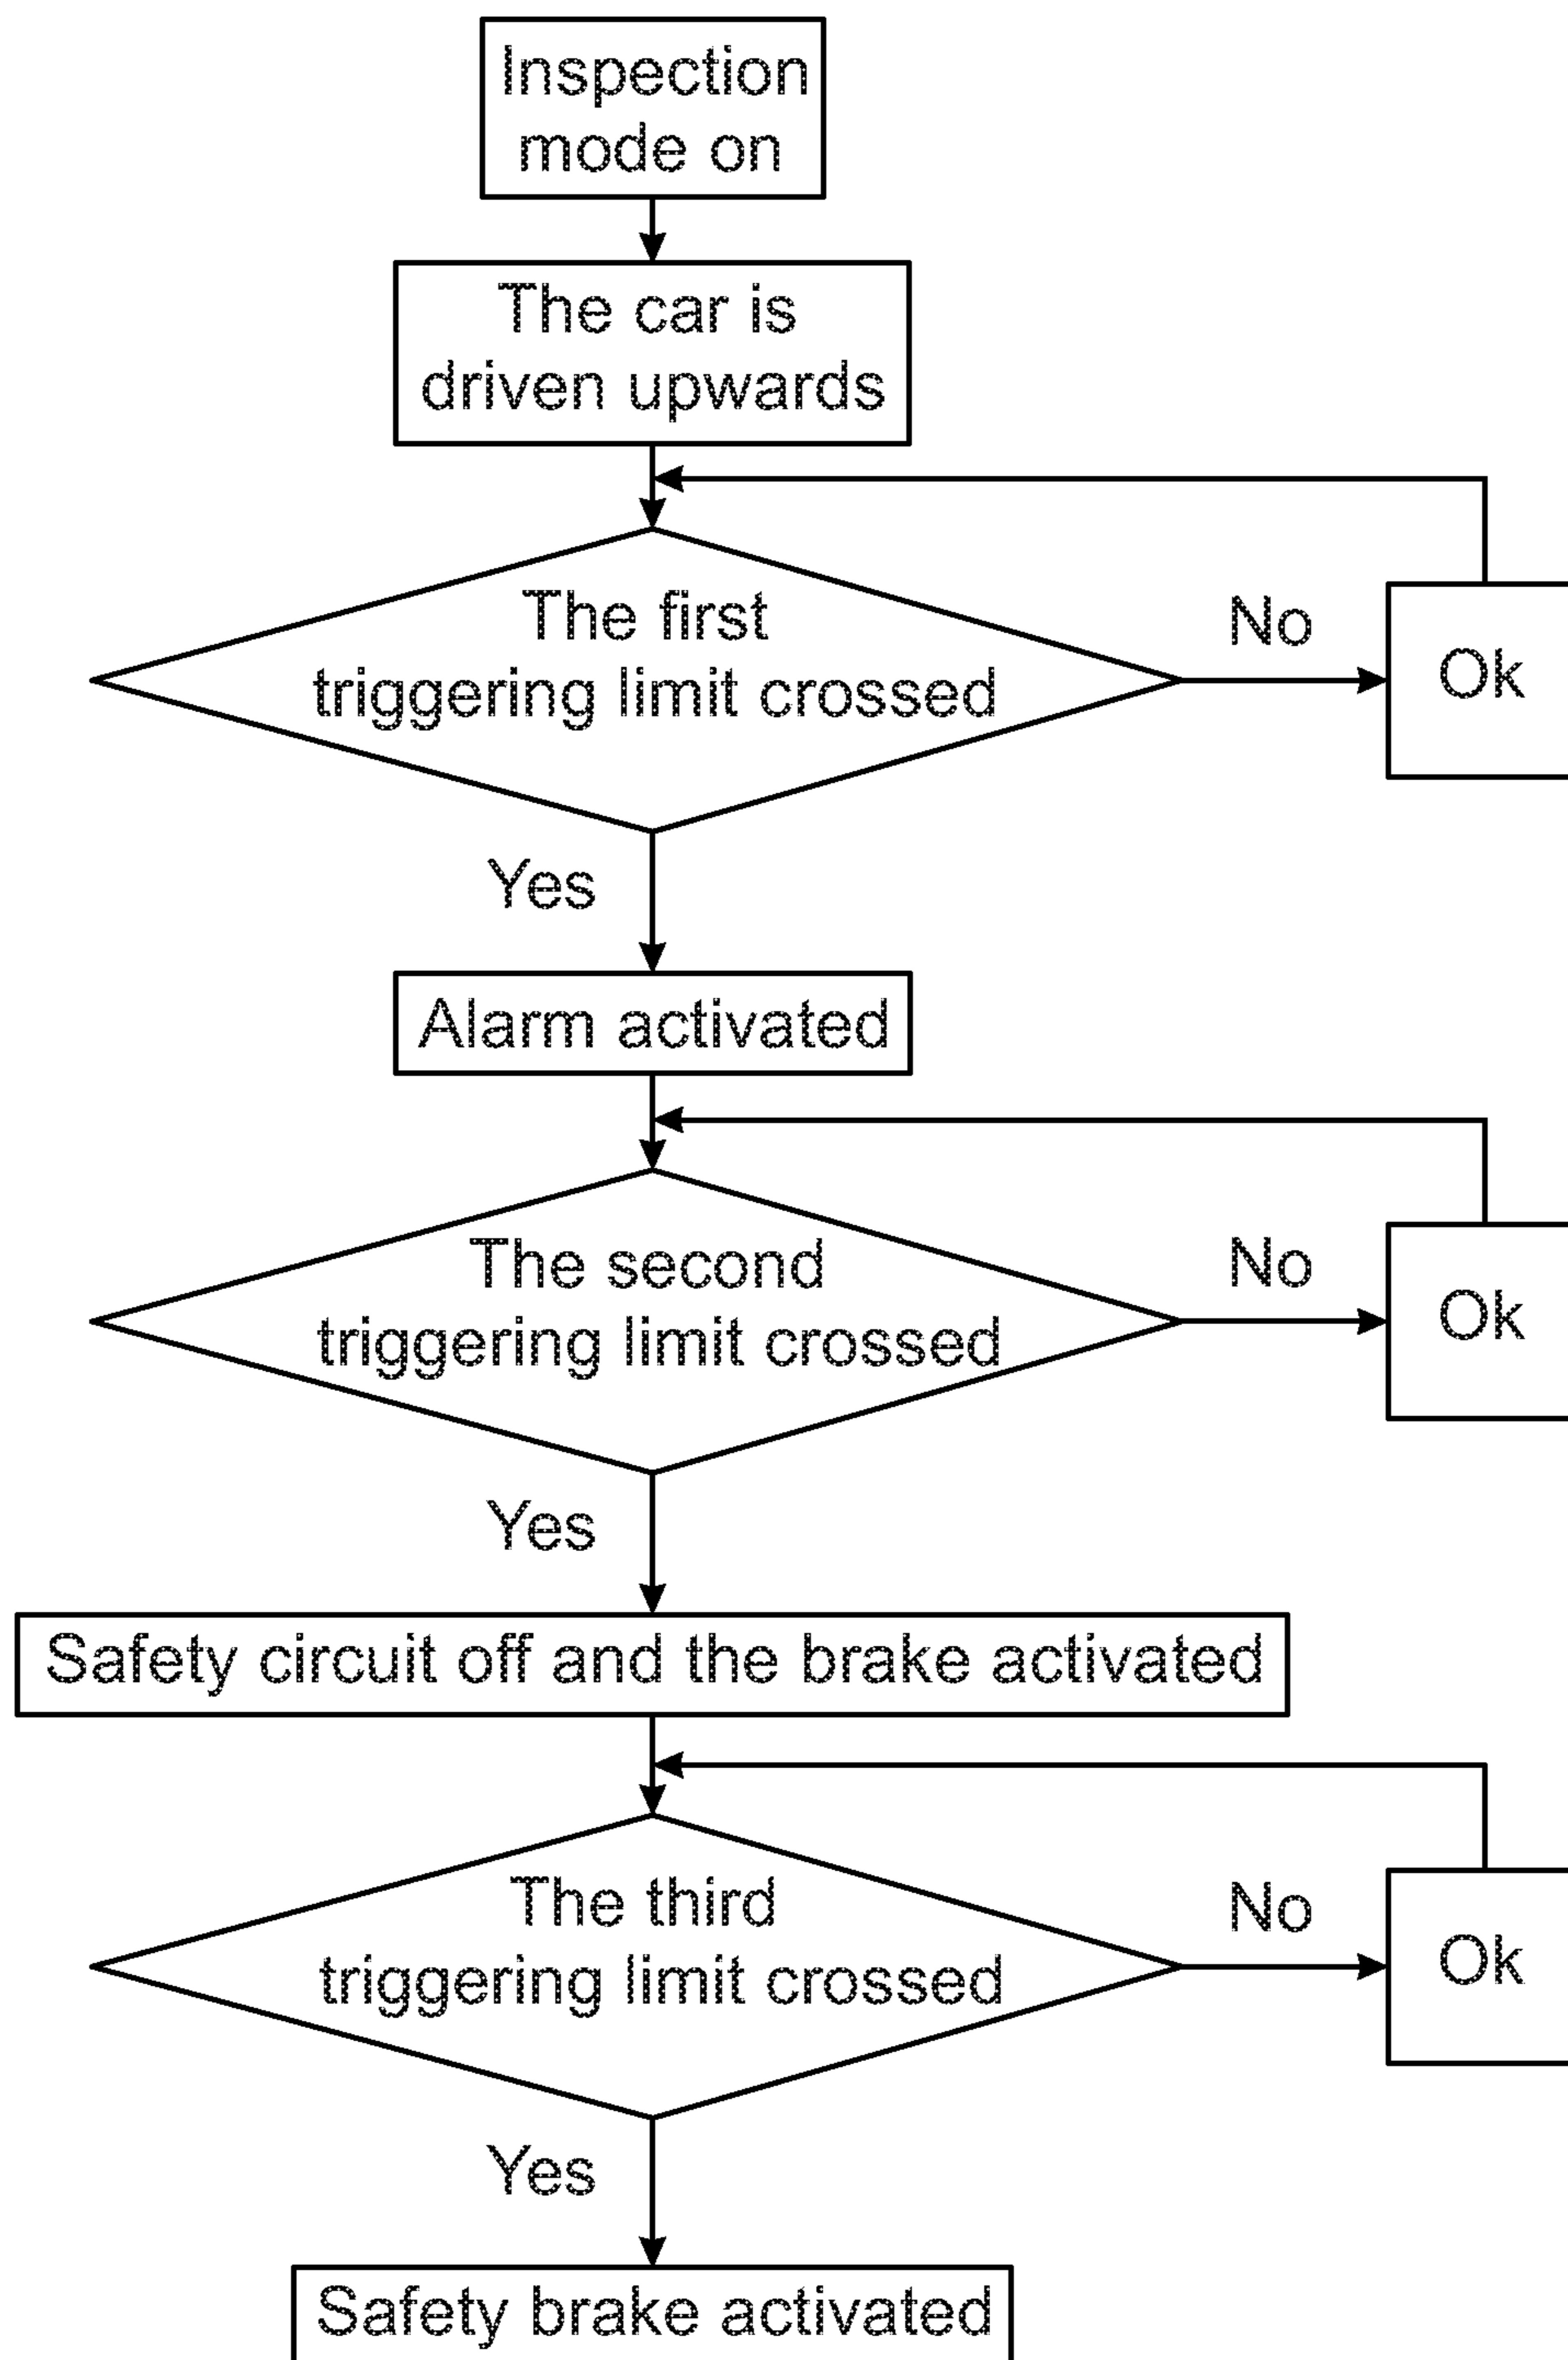 Inspection
mode on
The car is
driven upwards
The first
triggering limit crossed
No
Ok
Yes
Alarm activated
The second
triggering limit crossed
No
Ok
Yes
Safety circuit off and the brake activated
The third
triggering limit crossed
No
Ok
Yes
Safety brake activated